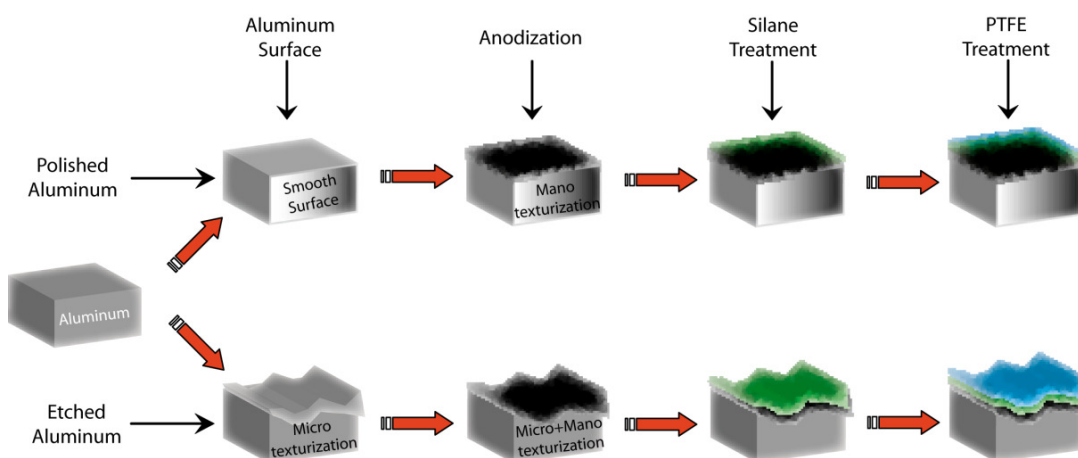 Aluminum
Surface
Anodization
Silane
Treatment
PTFE
Treatment
Polished
Aluminum
Smooth
Surface
Mano
texturization
Aluminum
Etched
Aluminum
Micro
texturization
Micro+Mano
texturization